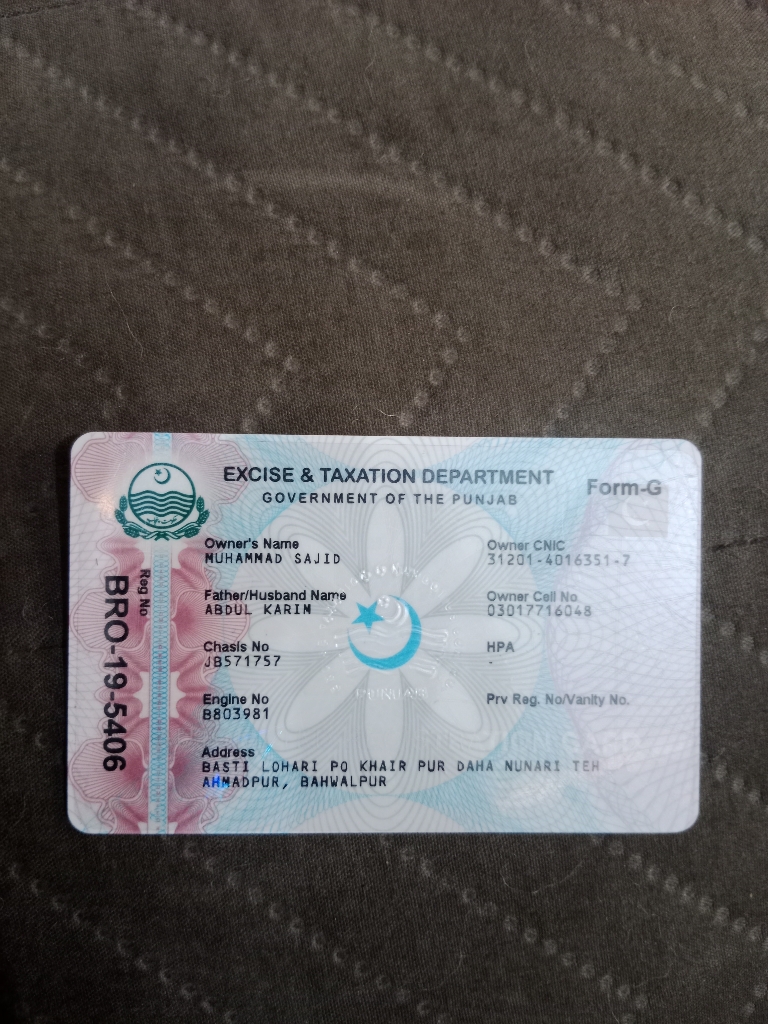 EXCISE & TAXATION DEPARTMENT
GOVERNMENT OF THE PUNJAB
Form-G
Reg No
BRO-19-5406
Owner's Name
MUHAMMAD SAJID
Owner CNIC
31201-4016351-7
Father/Husband Name
ABDUL KARIM
Owner Cell No
03017716048
Chasis No
JB571757
HPA
-
Engine No
B803981
Prv Reg. No/Vanity No.
Address
BASTI LOHARI PO KHAIR PUR DAHA NUNARI TEH
AHMADPUR, BAHWALPUR